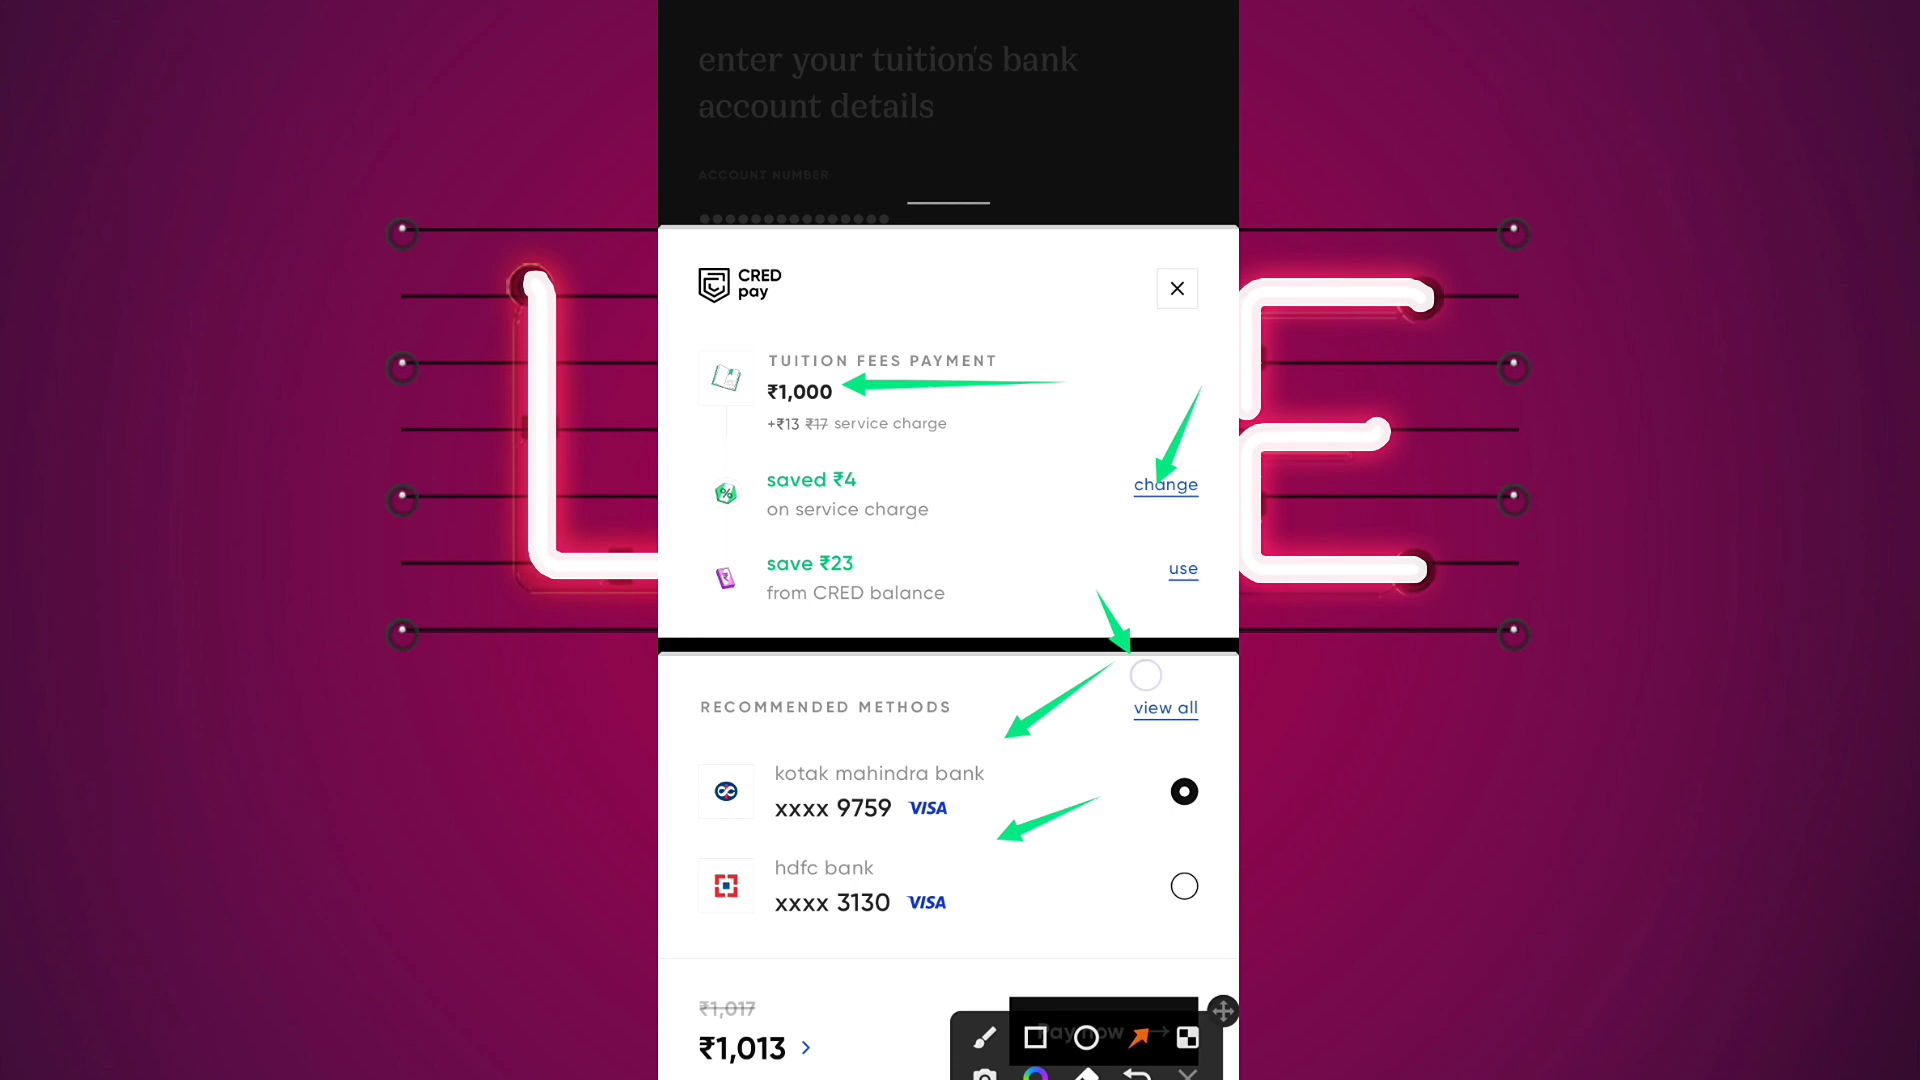 enter your tuition's bank
account details
ACCOUNT NUMBER
CRED
pay
TUITION FEES PAYMENT
₹1,000
+₹13 ₹17 service charge
saved ₹4
change
on service charge
save ₹23
use
from CRED balance
RECOMMENDED METHODS
view all
kotak mahindra bank
xxxx 9759 VISA
hdfc bank
xxxx 3130 VISA
₹1,017
Pay now
₹1,013